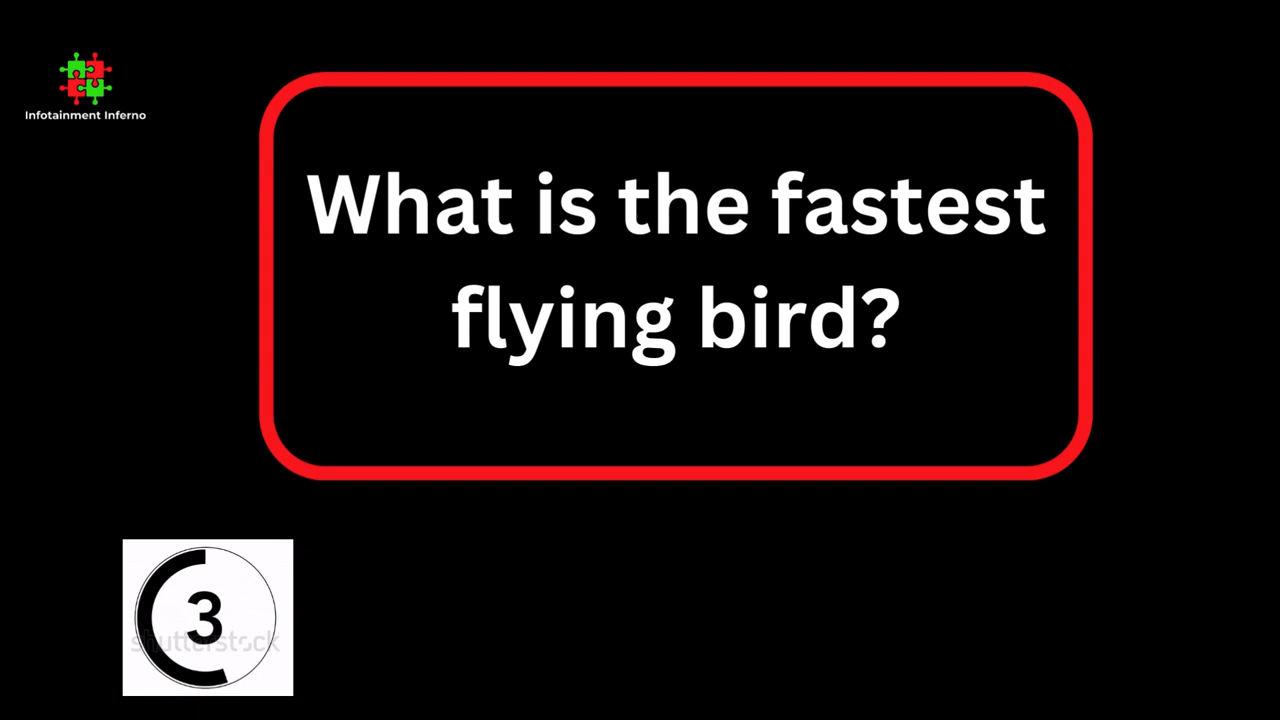 Infotainment Inferno
What is the fastest
flying bird?
3
shutterstock